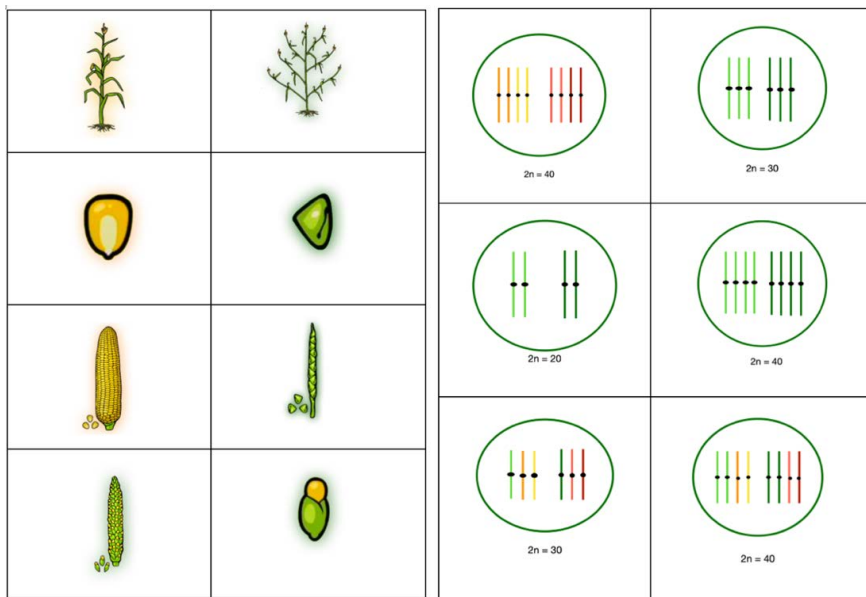 2n = 40
2n = 30
2n = 20
2n = 40
2n = 30
2n = 40